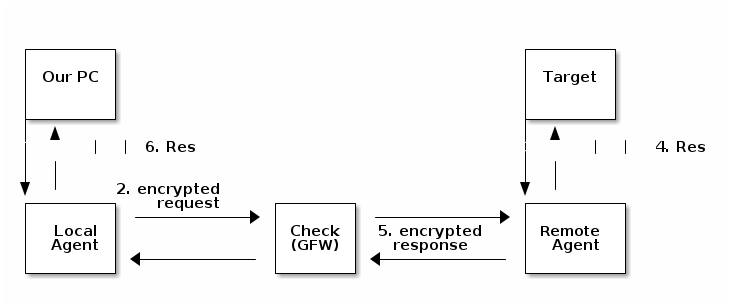 Our PC
Target
6. Res
4. Res
2. encrypted
request
Local
Agent
Check
(GFW)
5. encrypted
response
Remote
Agent